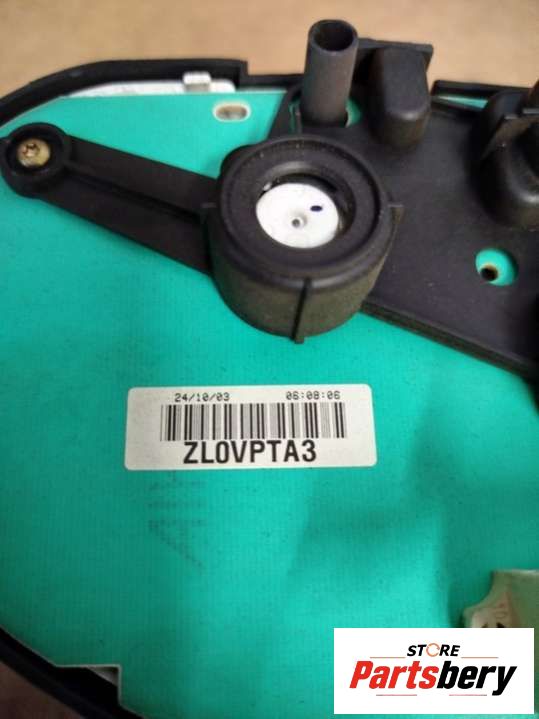 24/10/03 06:08:06
ZL0VPTA3
STORE
Partsbery